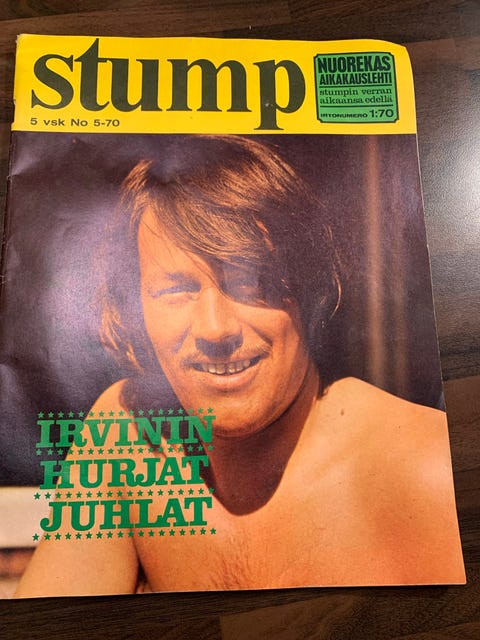 stump
5 vsk No 5-70
NUOREKAS
AIKAKAUSLEHTI
stumpin verran
aikaansa edellä
IRTONUMERO 1:70
IRVININ
HURJAT
JUHLAT